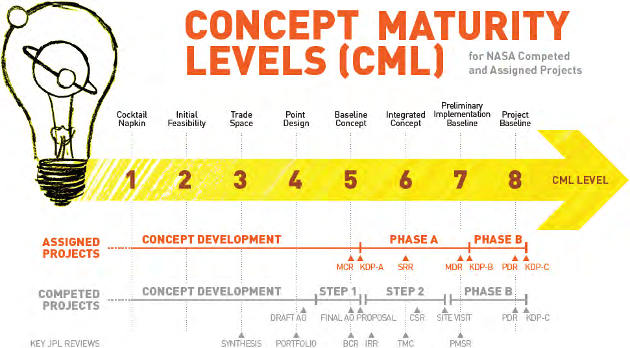 CONCEPT MATURITY
LEVELS (CML)
for NASA Competed
and Assigned Projects
Cocktail Napkin
Initial Feasibility
Trade Space
Point Design
Baseline Concept
Integrated Concept
Preliminary Implementation Baseline
Project Baseline
1 2 3 4 5 6 7 8 CML LEVEL
ASSIGNED PROJECTS
CONCEPT DEVELOPMENT PHASE A PHASE B
MCR KDP-A SRR MDR KDP-B PDR KDP-C
COMPETED PROJECTS
CONCEPT DEVELOPMENT STEP 1 STEP 2 PHASE B
DRAFT AO FINAL AO PROPOSAL CSR SITE VISIT PDR KDP-C
KEY JPL REVIEWS SYNTHESIS PORTFOLIO BCR IRR TMC PMSR